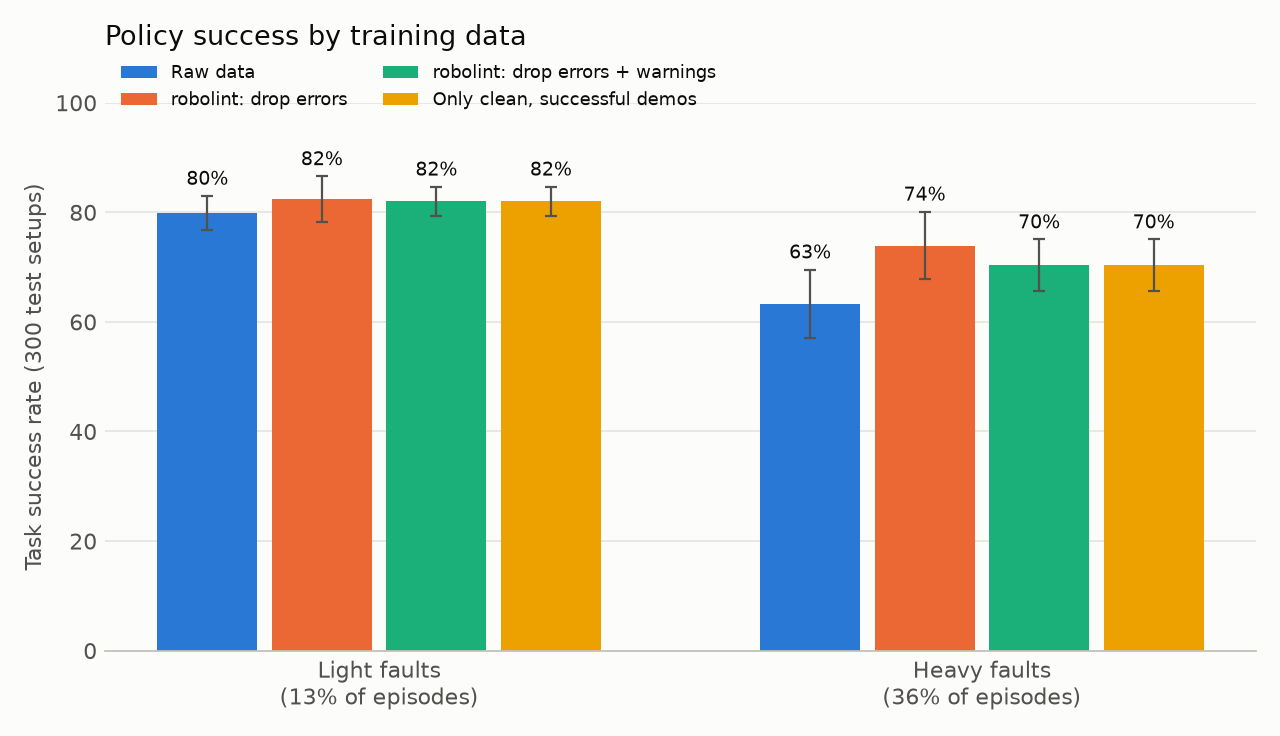 Policy success by training data
Raw data
robolint: drop errors
robolint: drop errors + warnings
Only clean, successful demos
Task success rate (300 test setups)
100
80
60
40
20
0
80%
82%
82%
82%
63%
74%
70%
70%
Light faults
(13% of episodes)
Heavy faults
(36% of episodes)